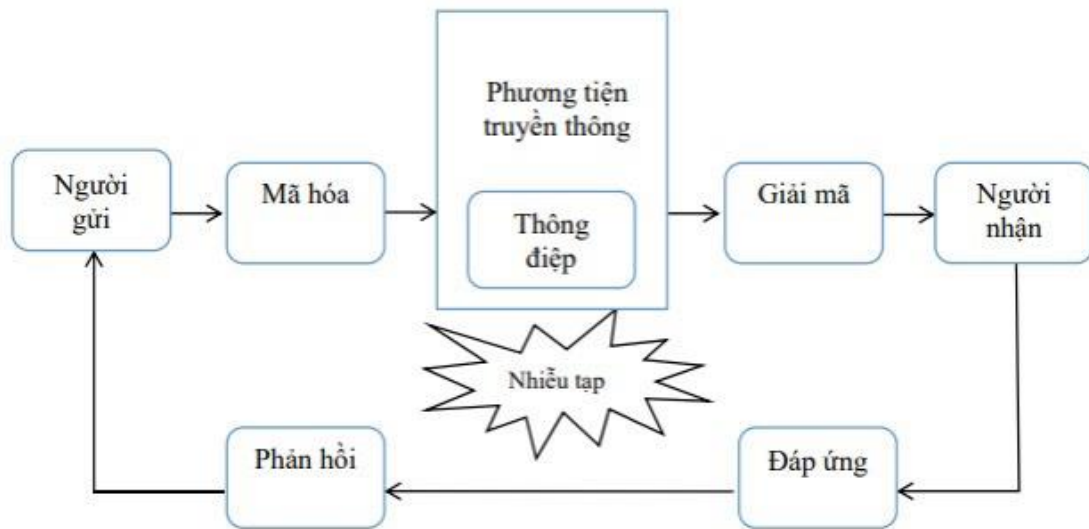 Phương tiện
truyền thông
Người
gửi
Mã hóa
Thông
điệp
Giải mã
Người
nhận
Nhiễu tạp
Phản hồi
Đáp ứng